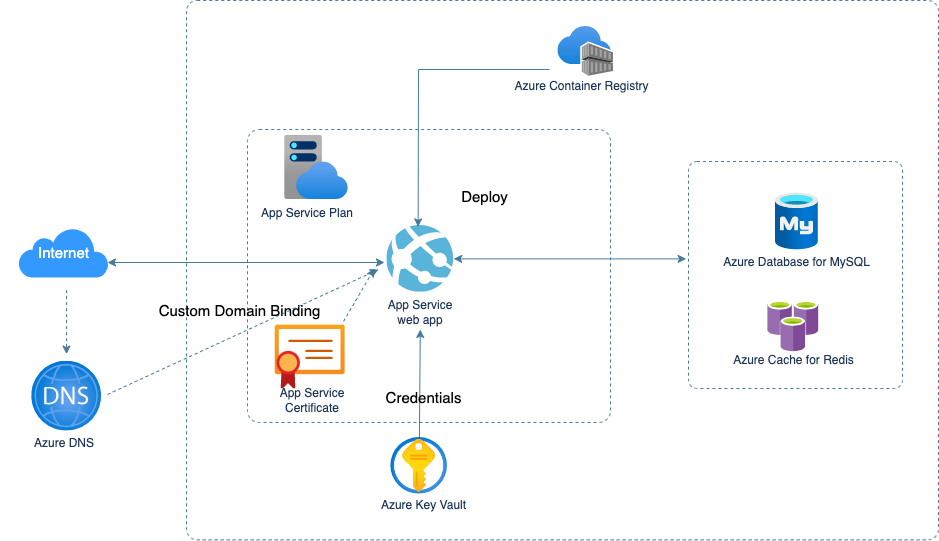 Azure Container Registry
App Service Plan
Deploy
Internet
My
Azure Database for MySQL
App Service
web app
Custom Domain Binding
Azure Cache for Redis
DNS
App Service
Certificate
Credentials
Azure DNS
Azure Key Vault